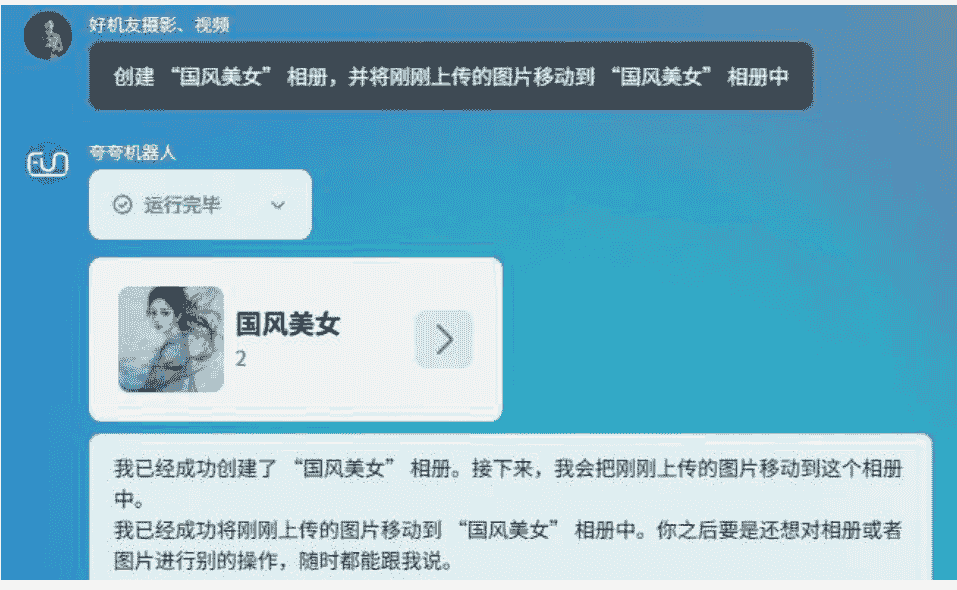 好机友摄影、视频
创建 “国风美女” 相册，并将刚刚上传的图片移动到 “国风美女” 相册中
FUN
夸夸机器人
运行完毕
国风美女
2
我已经成功创建了 “国风美女” 相册。接下来，我会把刚刚上传的图片移动到这个相册
中。
我已经成功将刚刚上传的图片移动到 “国风美女” 相册中。你之后要是还想对相册或者
图片进行别的操作，随时都能跟我说。